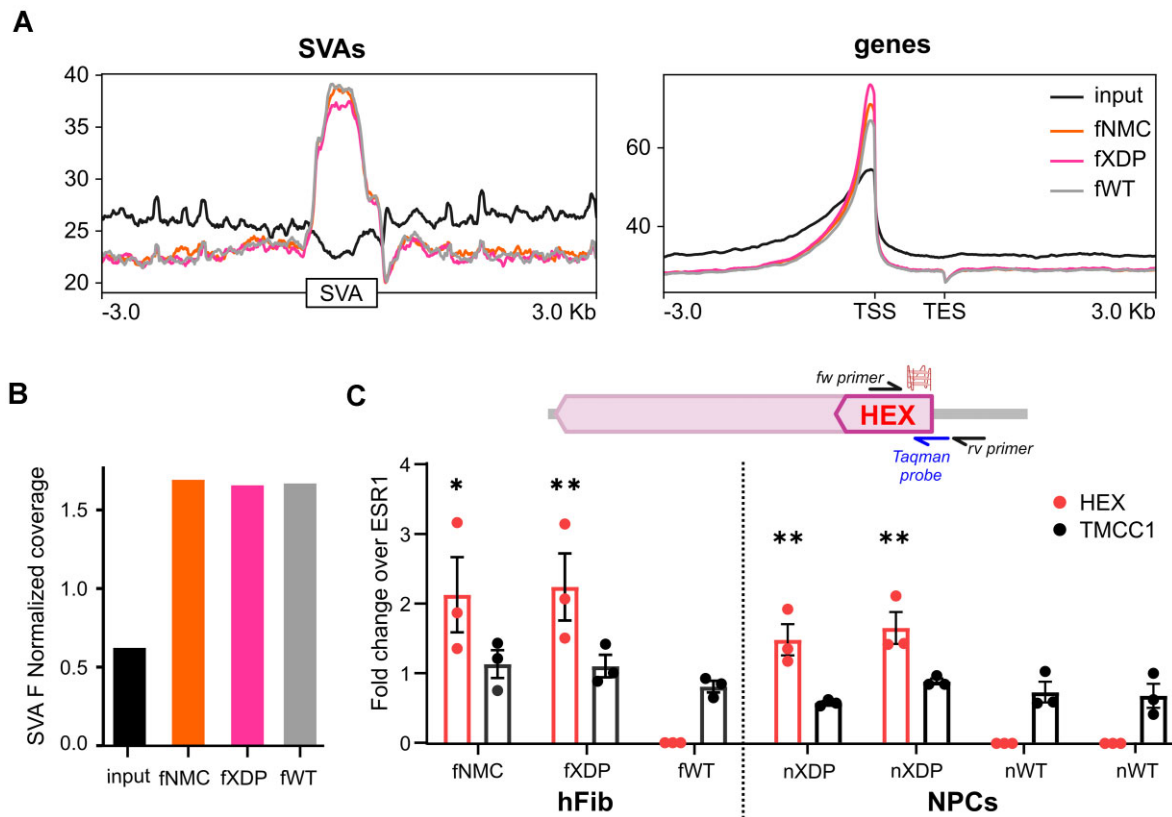 A
SVAs
genes
40
35
30
25
20
-3.0
SVA
3.0 Kb
60
40
-3.0
TSS
TES
3.0 Kb
input
fNMC
fXDP
fWT
B
SVA F Normalized coverage
1.5
1.0
0.5
0.0
input
fNMC
fXDP
fWT
C
fw primer
HEX
Taqman
probe
rv primer
Fold change over ESR1
4
3
2
1
0
*
**
**
**
HEX
TMCC1
fNMC
fXDP
fWT
nXDP
nXDP
nWT
nWT
hFib
NPCs